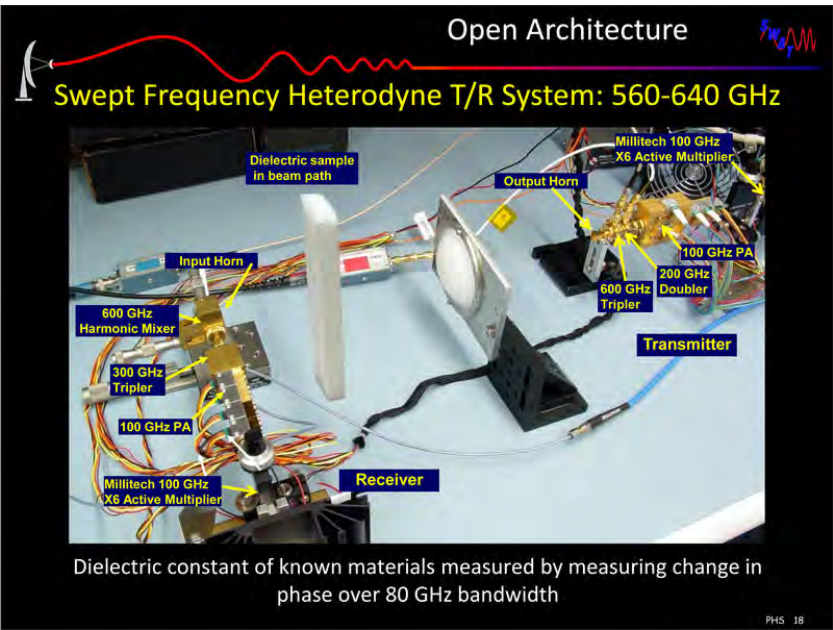 Open Architecture
SWOT
Swept Frequency Heterodyne T/R System: 560-640 GHz
Dielectric sample
in beam path
Millitech 100 GHz
X6 Active Multiplier
Output Horn
Input Horn
100 GHz PA
200 GHz
Doubler
600 GHz
Tripler
600 GHz
Harmonic Mixer
Transmitter
300 GHz
Tripler
100 GHz PA
Millitech 100 GHz
X6 Active Multiplier
Receiver
Dielectric constant of known materials measured by measuring change in
phase over 80 GHz bandwidth
PHS 18